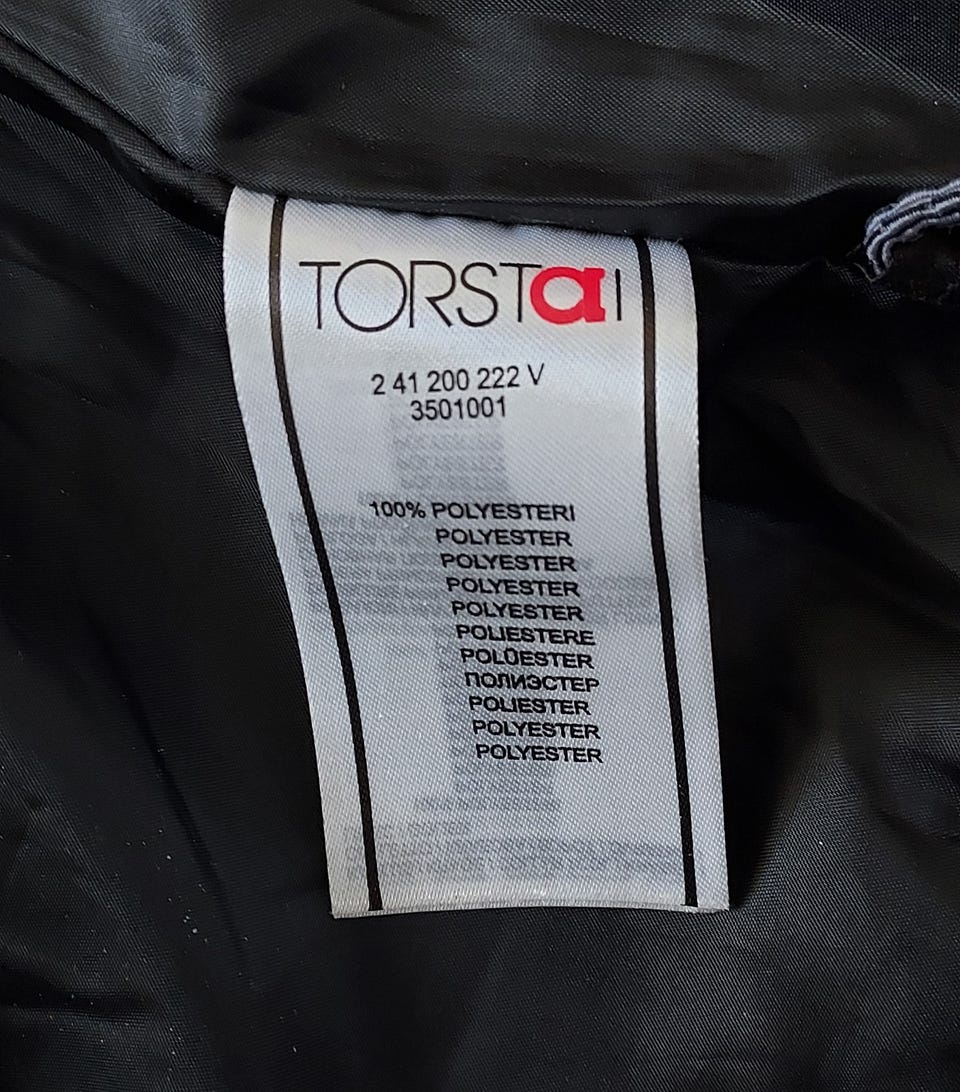 TORSTaI
2 41 200 222 V
3501001
100% POLYESTERI
POLYESTER
POLYESTER
POLYESTER
POLYESTER
POLIESTERE
POLÜESTER
ПОЛИЭСТЕР
POLIESTER
POLYESTER
POLYESTER